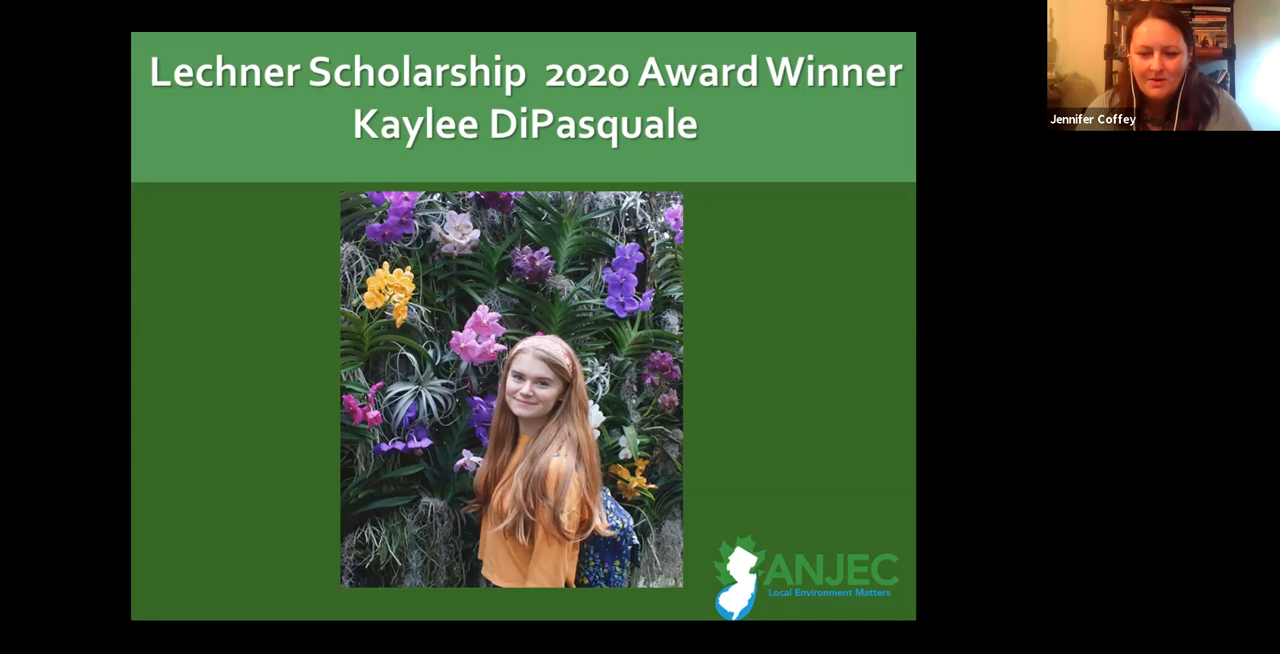 Lechner Scholarship 2020 Award Winner
Kaylee DiPasquale
Jennifer Coffey
ANJEC
Local Environment Matters